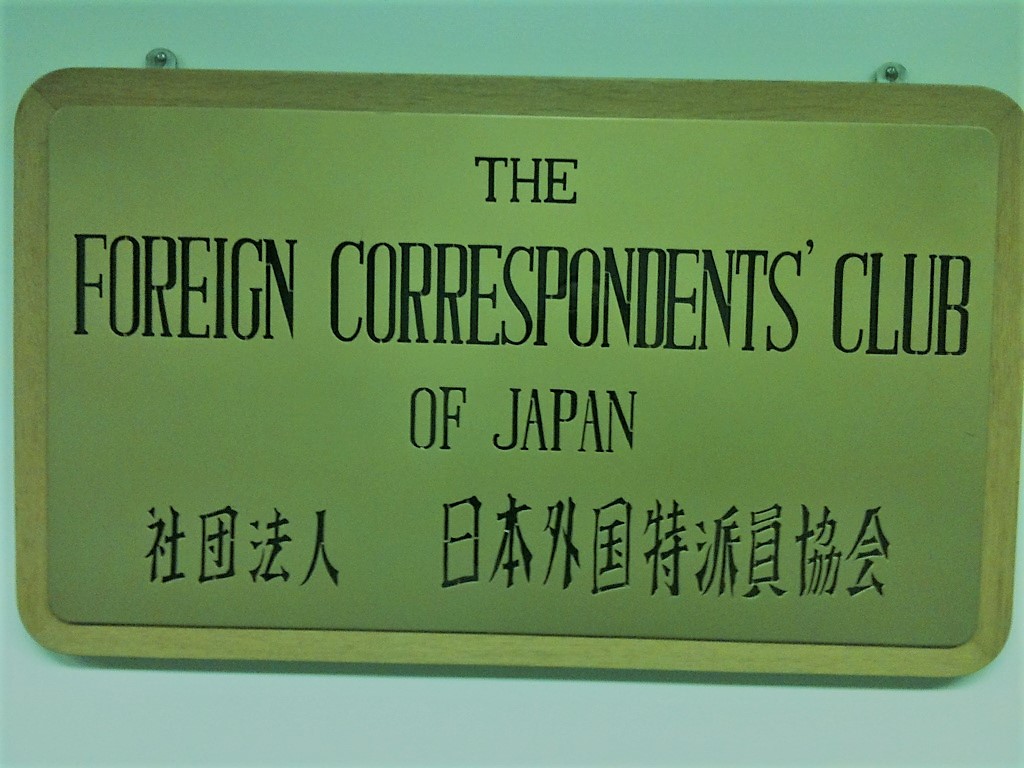 THE
FOREIGN CORRESPONDENTS' CLUB
OF JAPAN
社団法人 日本外国特派員協会